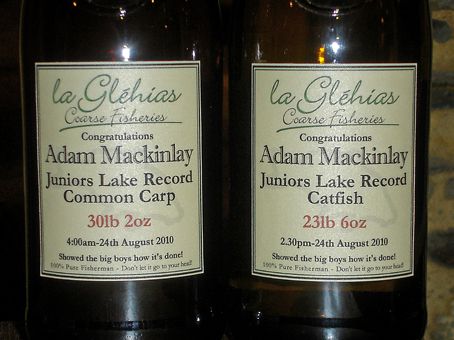 la Gléhias
Coarse Fisheries
Congratulations
Adam Mackinlay
Juniors Lake Record
Common Carp
30lb 2oz
4:00am-24th August 2010
Showed the big boys how it's done!
100% Pure Fisherman - Don't let it go to your head!
la Gléhias
Coarse Fisheries
Congratulations
Adam Mackinlay
Juniors Lake Record
Catfish
23lb 6oz
2.30pm-24th August 2010
Showed the big boys how it's done!
100% Pure Fisherman - Don't let it go to your head!